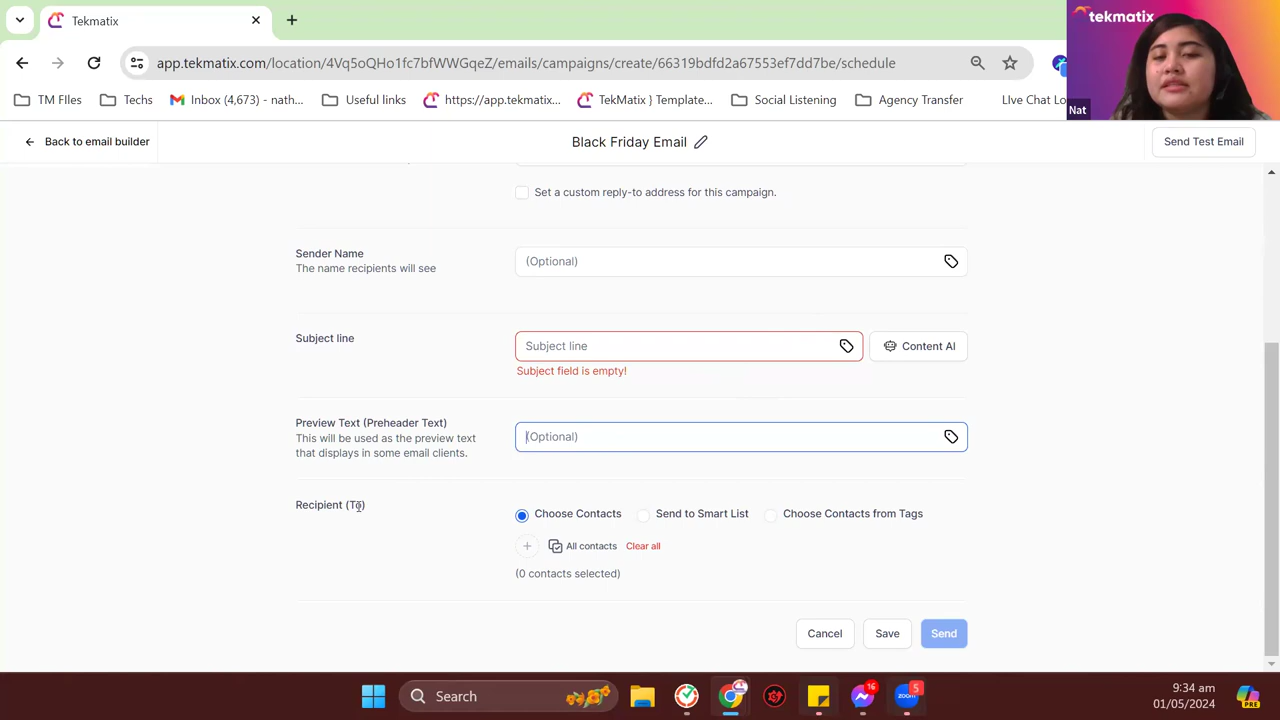 Tekmatix
app.tekmatix.com/location/4Vq5oQHo1fc7bfWWGqeZ/emails/campaigns/create/66319bdfd2a67553ef7dd7be/schedule
TM FIles
Techs
Inbox (4,673) - nath...
Useful links
https://app.tekmatix...
TekMatix } Template...
Social Listening
Agency Transfer
LIve Chat Lo
tekmatix
Nat
Back to email builder
Black Friday Email
Send Test Email
Set a custom reply-to address for this campaign.
Sender Name
The name recipients will see
(Optional)
Subject line
Subject line
Content AI
Subject field is empty!
Preview Text (Preheader Text)
This will be used as the preview text
that displays in some email clients.
(Optional)
Recipient (To)
Choose Contacts
Send to Smart List
Choose Contacts from Tags
All contacts
Clear all
(0 contacts selected)
Cancel
Save
Send
Search
16
zoom
5
9:34 am
01/05/2024
PRE